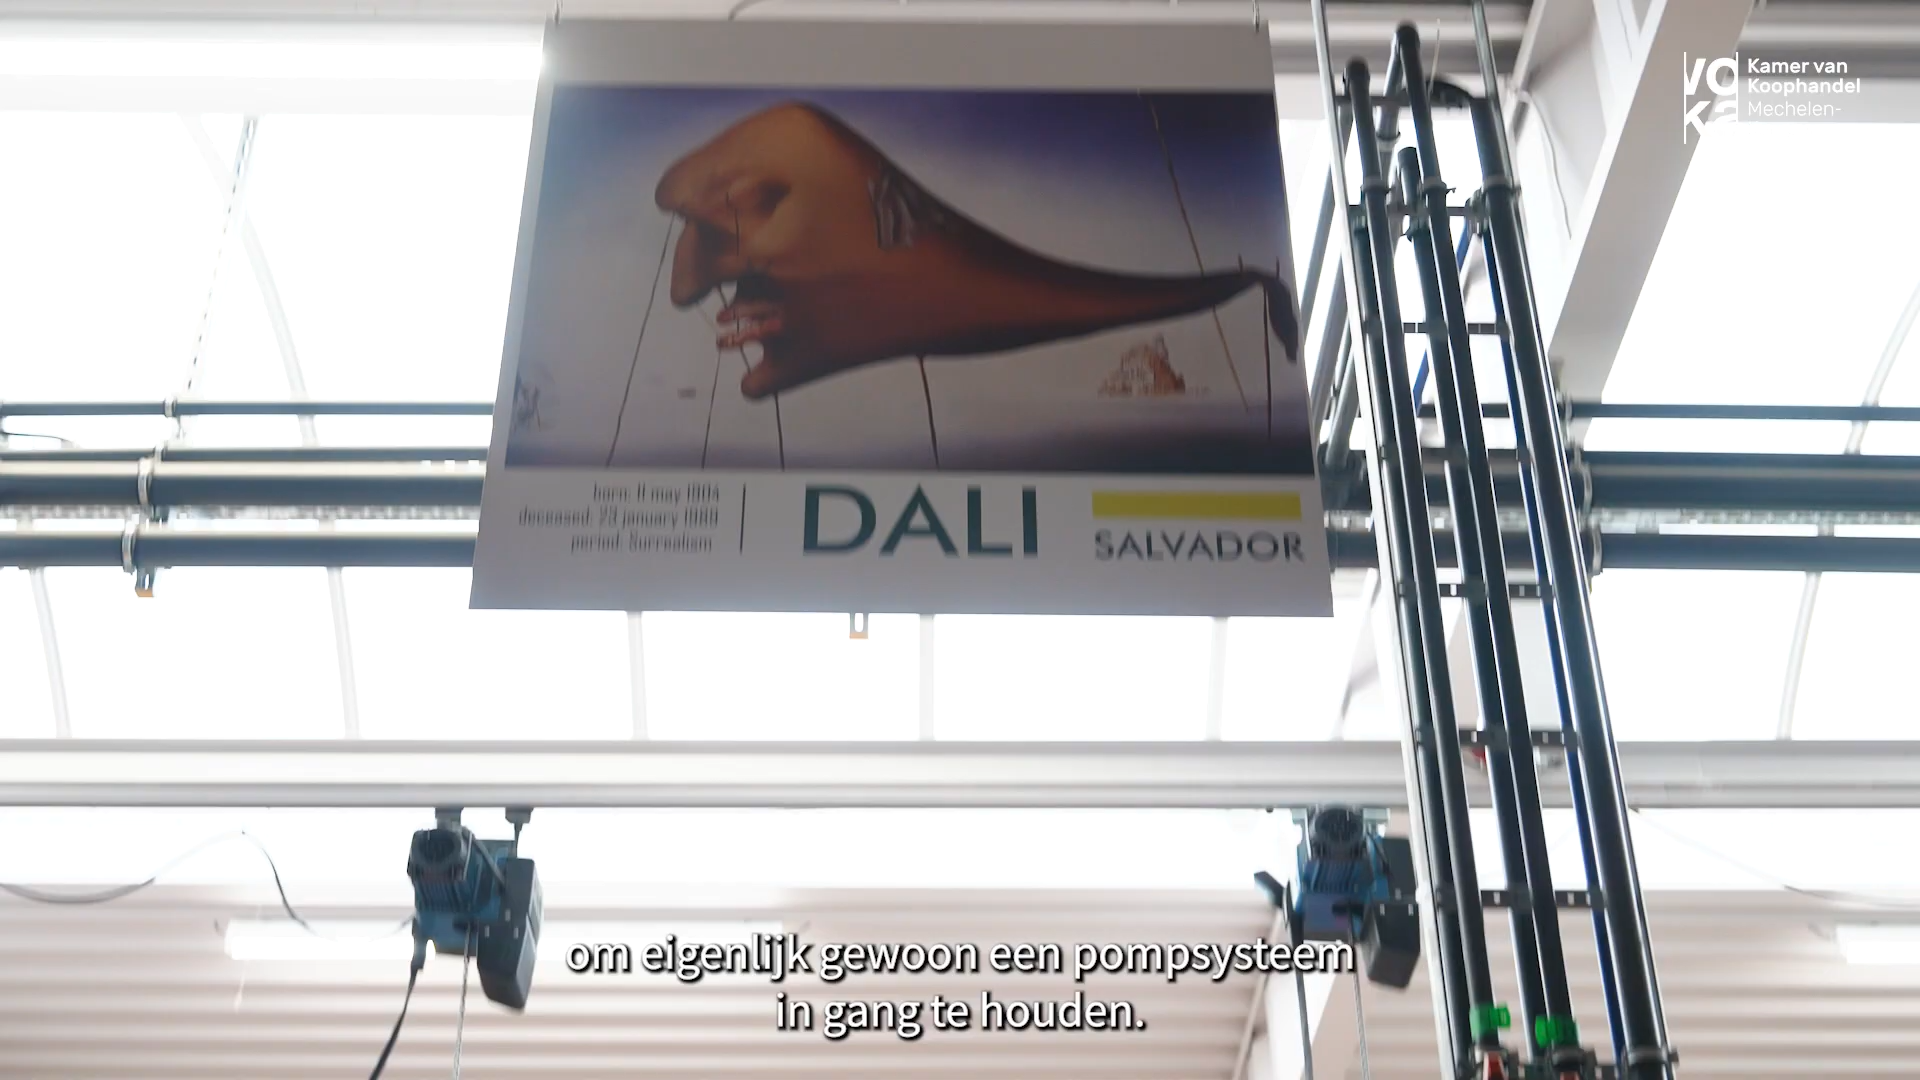 VOKA
Kamer van
Koophandel
Mechelen-
born: 11 may 1904
deceased: 23 january 1989
period: Surrealism
DALI
SALVADOR
om eigenlijk gewoon een pompsysteem
in gang te houden.